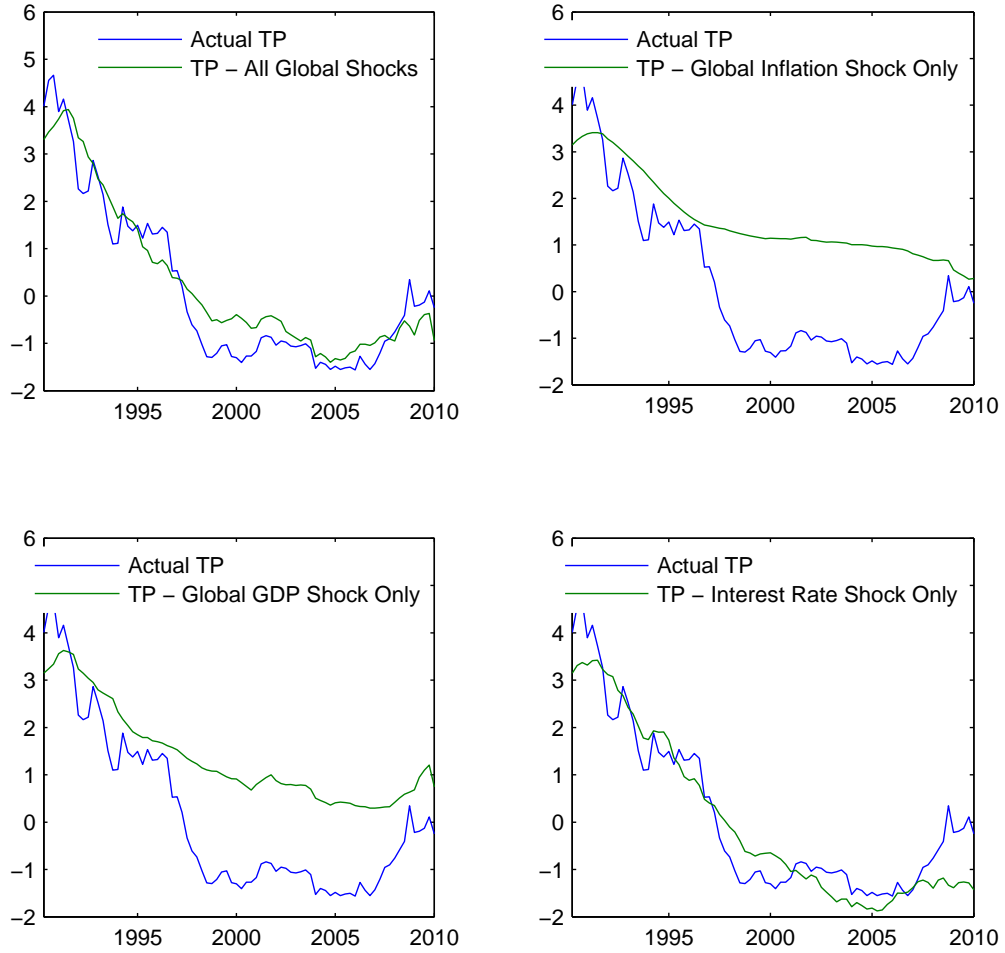 6
5
4
3
2
1
0
−1
−2
1995 2000 2005 2010
Actual TP
TP − All Global Shocks
6
4
3
2
1
0
−1
−2
1995 2000 2005 2010
Actual TP
TP − Global Inflation Shock Only
6
4
3
2
1
0
−1
−2
1995 2000 2005 2010
Actual TP
TP − Global GDP Shock Only
6
4
3
2
1
0
−1
−2
1995 2000 2005 2010
Actual TP
TP − Interest Rate Shock Only